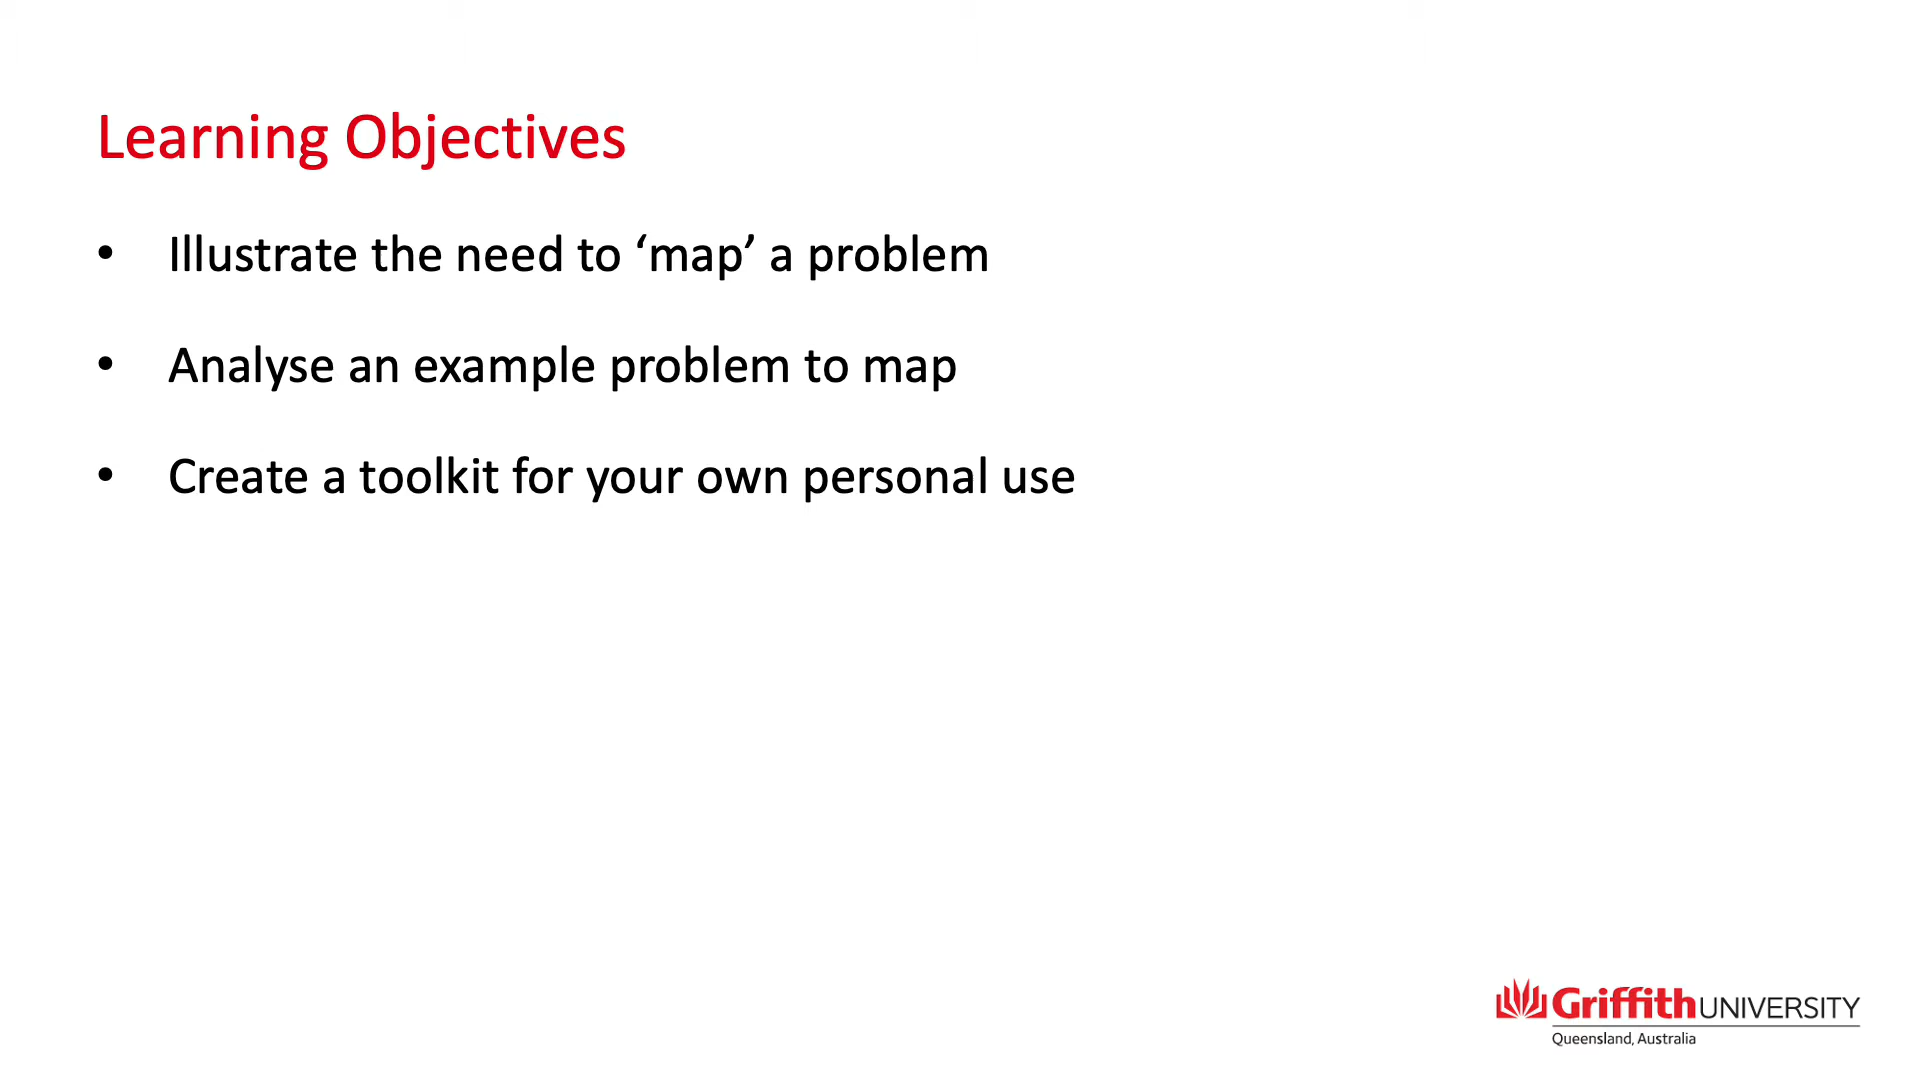 Learning Objectives
• Illustrate the need to ‘map’ a problem
• Analyse an example problem to map
• Create a toolkit for your own personal use
Griffith UNIVERSITY
Queensland, Australia